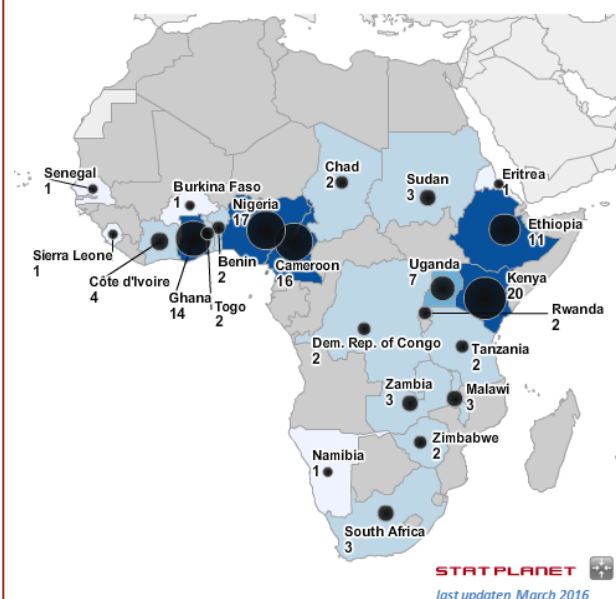 Senegal
1
Burkina Faso
1
Nigeria
17
Chad
2
Sudan
3
Eritrea
1
Ethiopia
11
Sierra Leone
1
Côte d'Ivoire
4
Ghana
14
Togo
2
Benin
2
Cameroon
16
Uganda
7
Kenya
20
Rwanda
2
Dem. Rep. of Congo
2
Tanzania
2
Zambia
3
Malawi
3
Zimbabwe
2
Namibia
1
South Africa
3
STATPLANET
last updaten March 2016